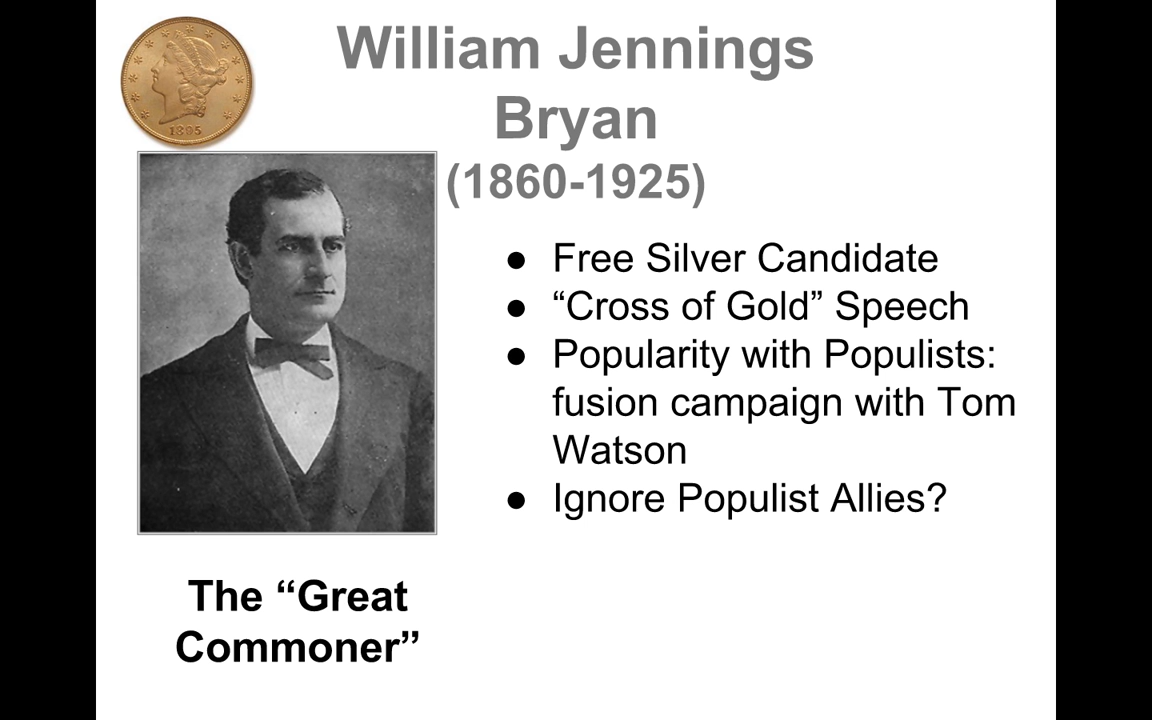 William Jennings
Bryan
(1860-1925)
1895
● Free Silver Candidate
● “Cross of Gold” Speech
● Popularity with Populists:
fusion campaign with Tom
Watson
● Ignore Populist Allies?
The “Great
Commoner”